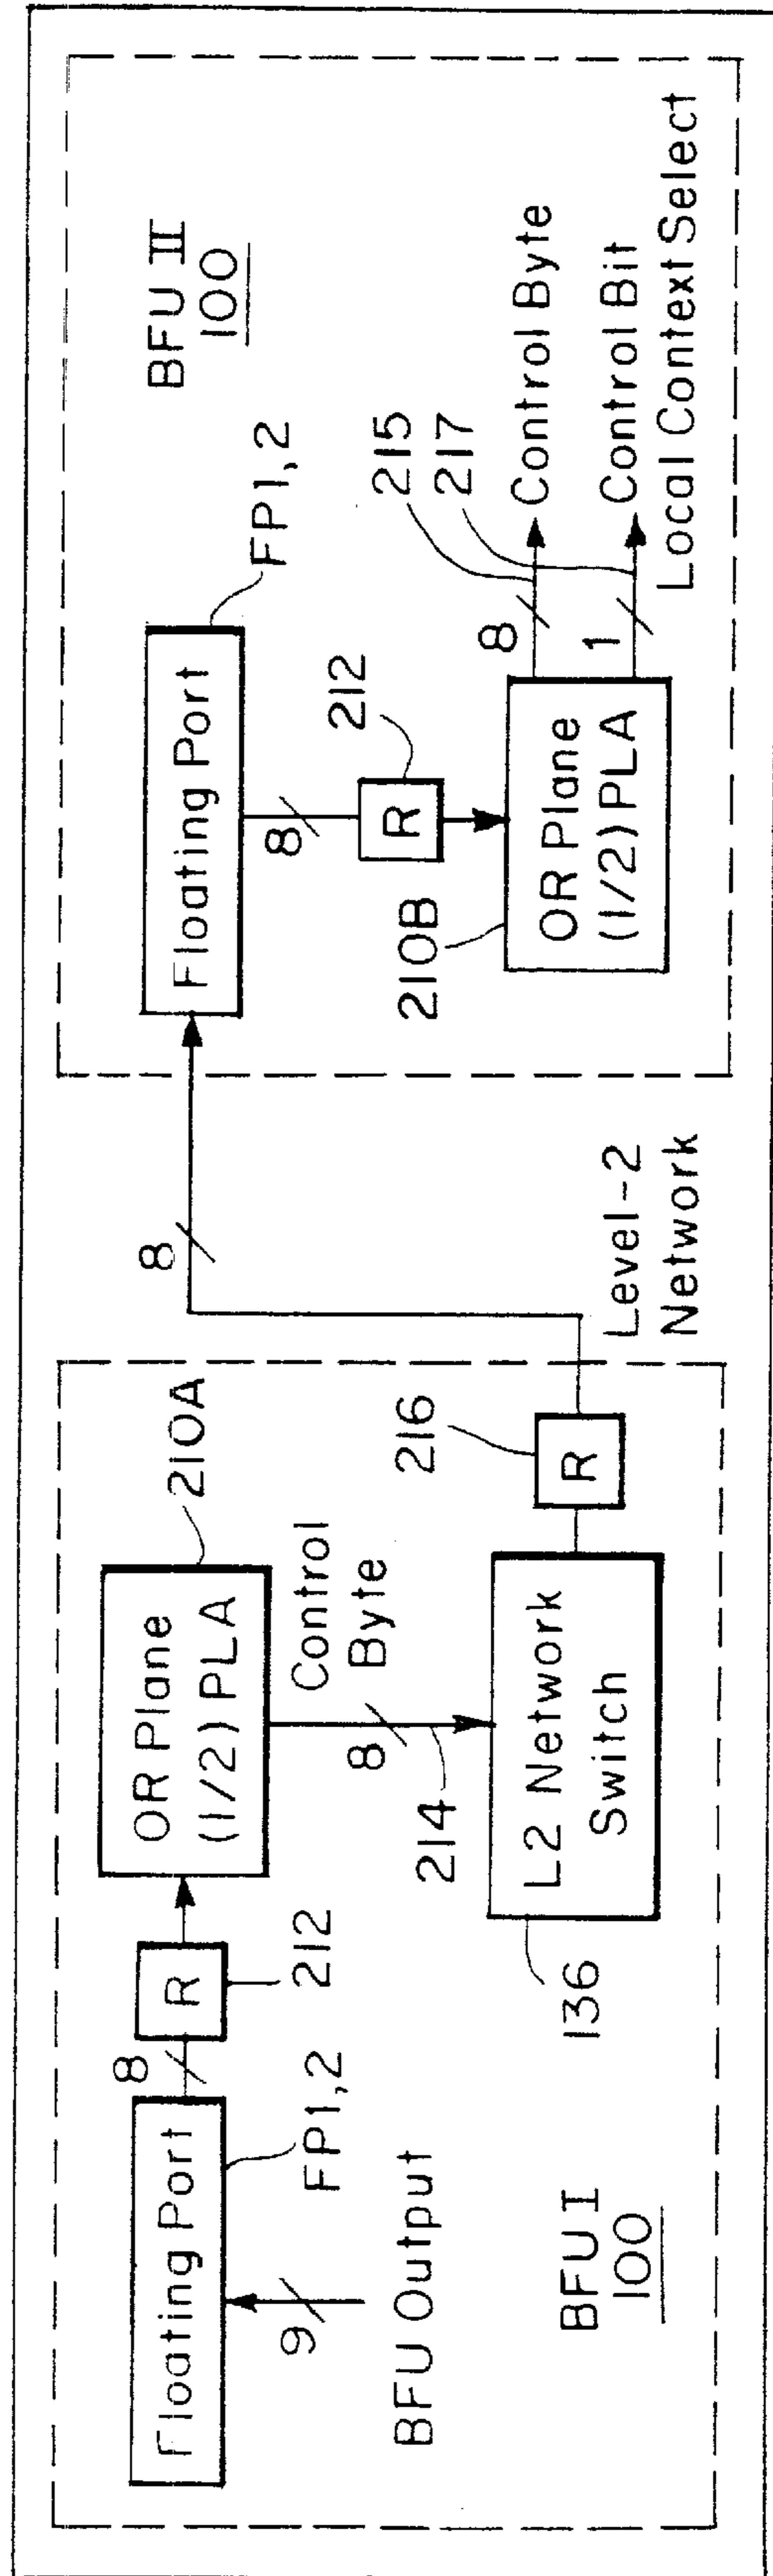 Floating Port
FP1,2
9
BFU Output
8
R
212
OR Plane
(1/2) PLA
210A
Control
Byte
8
214
L2 Network
Switch
136
R
216
BFU I
100
Level-2
Network
8
Floating Port
FP1,2
BFU II
100
8
R
212
OR Plane
(1/2) PLA
210B
8
215
217
Control Byte
1
Control Bit
Local Context Select